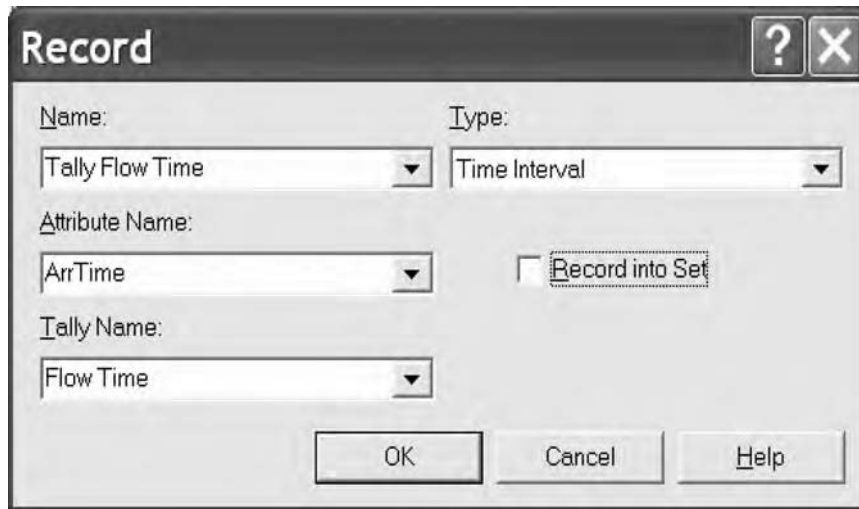 Record ? X
Name: Type:
Tally Flow Time Time Interval
Attribute Name:
ArrTime Record into Set
Tally Name:
Flow Time
OK Cancel Help